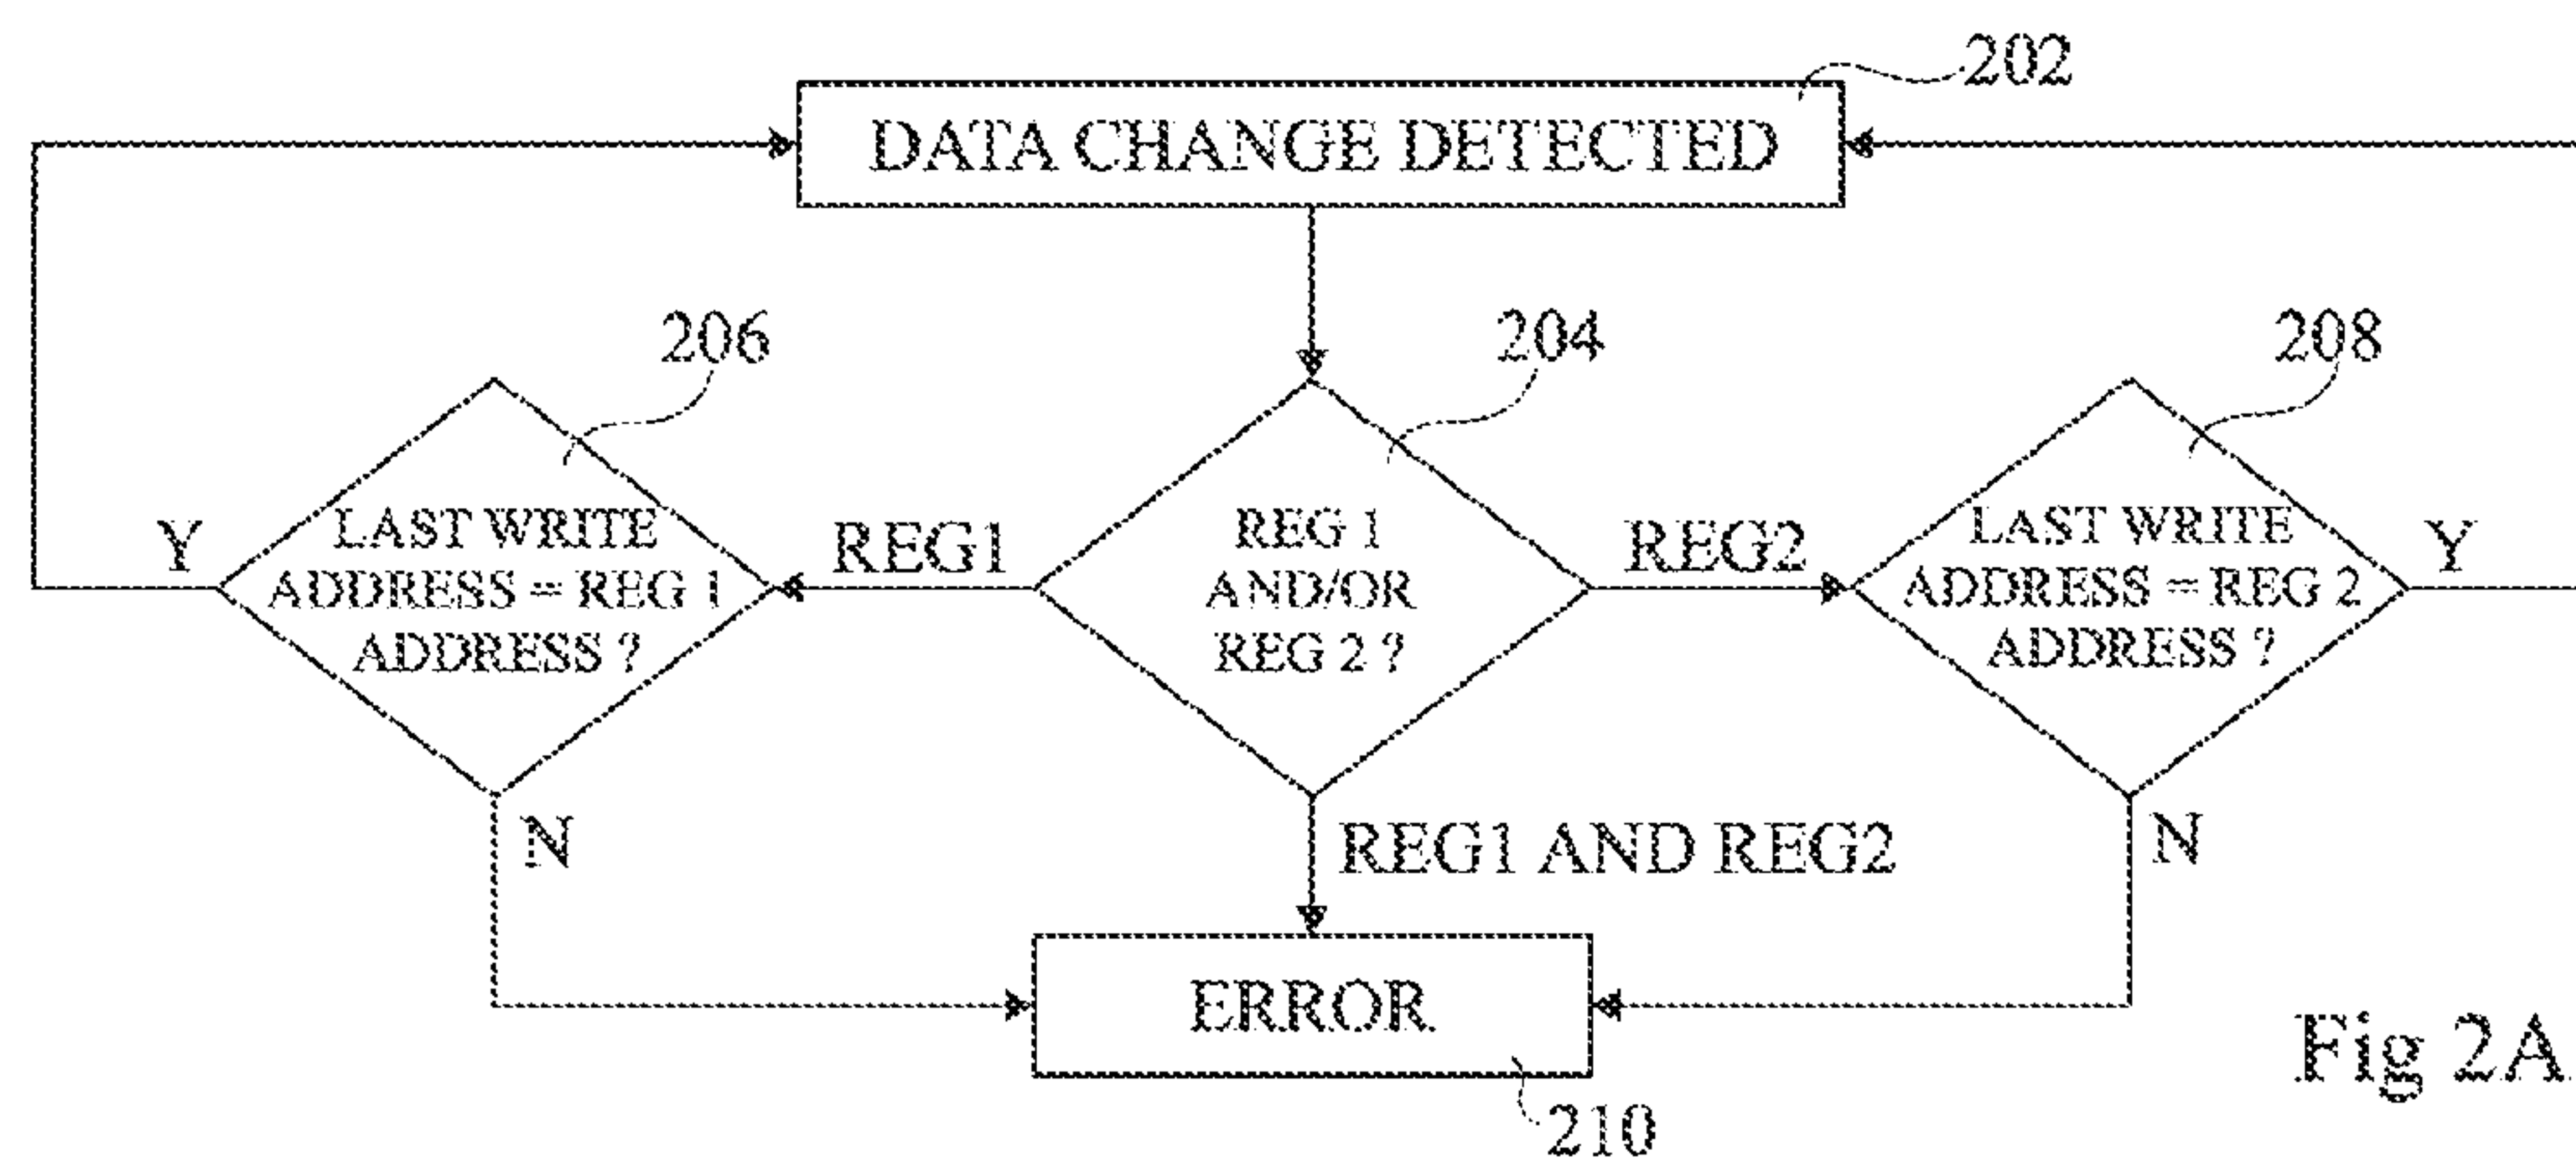 202
DATA CHANGE DETECTED
206
204
208
Y
LAST WRITE
ADDRESS = REG 1
ADDRESS ?
REG1
REG 1
AND/OR
REG 2 ?
REG2
LAST WRITE
ADDRESS = REG 2
ADDRESS ?
Y
N
REG1 AND REG2
N
ERROR
210
Fig 2A